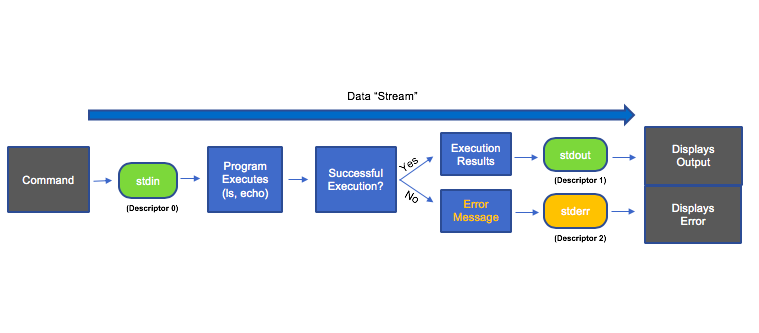 Data “Stream”
Command
stdin
(Descriptor 0)
Program
Executes
(ls, echo)
Successful
Execution?
Yes
No
Execution
Results
stdout
(Descriptor 1)
Displays
Output
Error
Message
stderr
(Descriptor 2)
Displays
Error